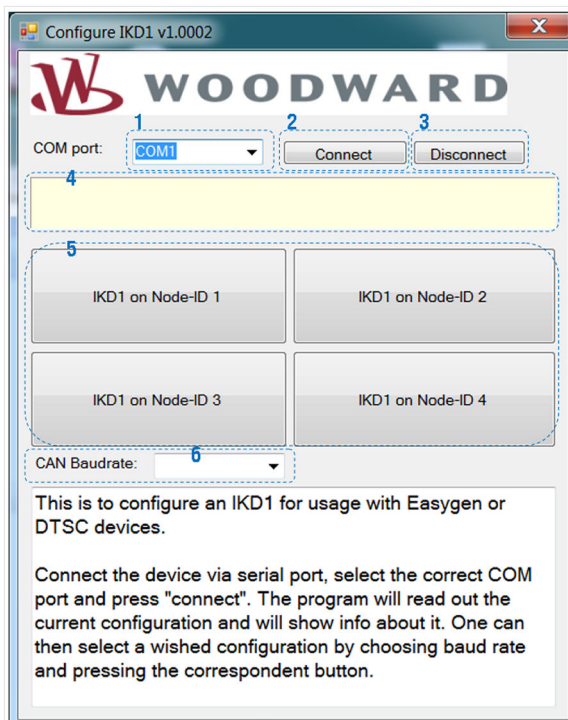 Configure IKD1 v1.0002
WOODWARD
1 2 3
COM port: COM1 Connect Disconnect
4
5
IKD1 on Node-ID 1 IKD1 on Node-ID 2
IKD1 on Node-ID 3 IKD1 on Node-ID 4
6
CAN Baudrate:
This is to configure an IKD1 for usage with Easygen or
DTSC devices.
Connect the device via serial port, select the correct COM
port and press "connect". The program will read out the
current configuration and will show info about it. One can
then select a wished configuration by choosing baud rate
and pressing the correspondent button.